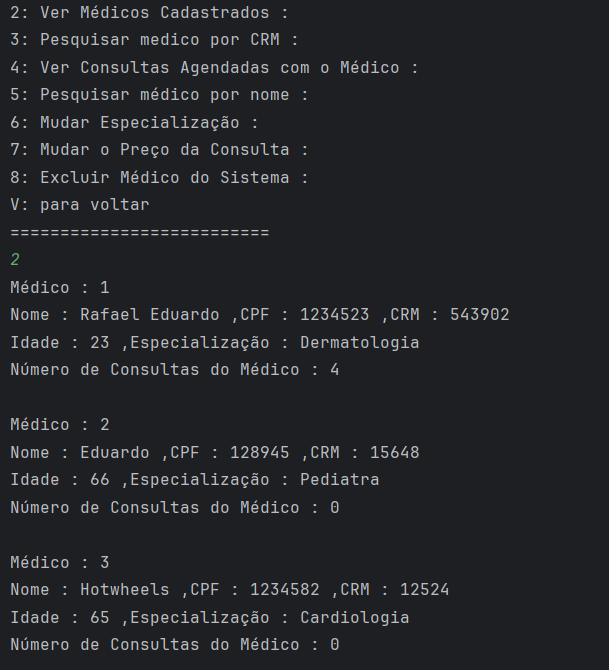 2: Ver Médicos Cadastrados :
3: Pesquisar medico por CRM :
4: Ver Consultas Agendadas com o Médico :
5: Pesquisar médico por nome :
6: Mudar Especialização :
7: Mudar o Preço da Consulta :
8: Excluir Médico do Sistema :
V: para voltar
==========================
2
Médico : 1
Nome : Rafael Eduardo ,CPF : 1234523 ,CRM : 543902
Idade : 23 ,Especialização : Dermatologia
Número de Consultas do Médico : 4
Médico : 2
Nome : Eduardo ,CPF : 128945 ,CRM : 15648
Idade : 66 ,Especialização : Pediatra
Número de Consultas do Médico : 0
Médico : 3
Nome : Hotwheels ,CPF : 1234582 ,CRM : 12524
Idade : 65 ,Especialização : Cardiologia
Número de Consultas do Médico : 0